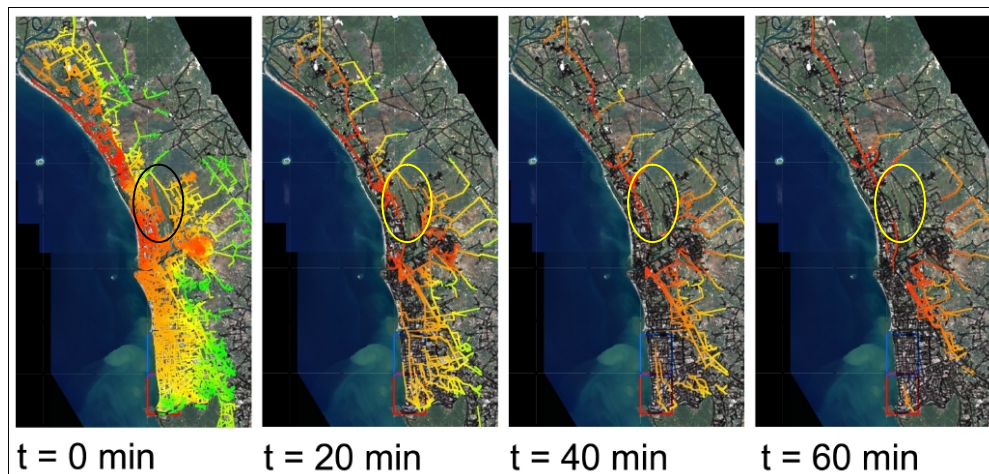 t = 0 min
t = 20 min
t = 40 min
t = 60 min